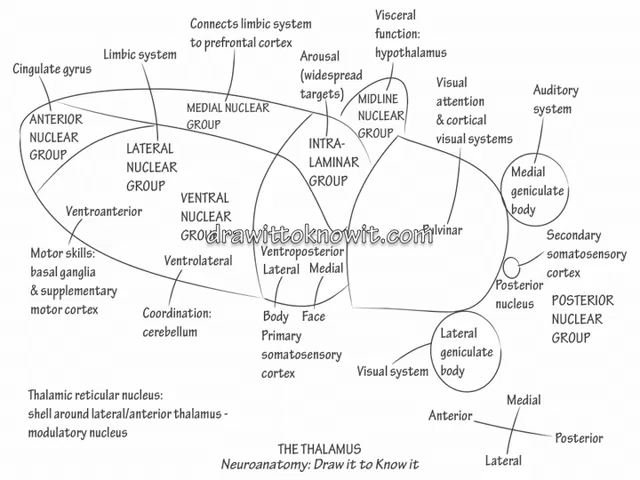 Connects limbic system
to prefrontal cortex
Visceral
function:
hypothalamus
Limbic system
Arousal
(widespread
targets)
Cingulate gyrus
Visual
attention
& cortical
visual systems
Auditory
system
ANTERIOR
NUCLEAR
GROUP
MEDIAL NUCLEAR
GROUP
MIDLINE
NUCLEAR
GROUP
LATERAL
NUCLEAR
GROUP
INTRA-
LAMINAR
GROUP
Medial
geniculate
body
Ventroanterior
VENTRAL
NUCLEAR
GROUP
drawittoknowit.com
Pulvinar
Motor skills:
basal ganglia
& supplementary
motor cortex
Ventrolateral
Ventroposterior
Lateral Medial
Secondary
somatosensory
cortex
Posterior
nucleus
POSTERIOR
NUCLEAR
GROUP
Coordination:
cerebellum
Body Face
Primary
somatosensory
cortex
Lateral
geniculate
body
Visual system
Thalamic reticular nucleus:
shell around lateral/anterior thalamus -
modulatory nucleus
Medial
Anterior
Posterior
Lateral
THE THALAMUS
Neuroanatomy: Draw it to Know it